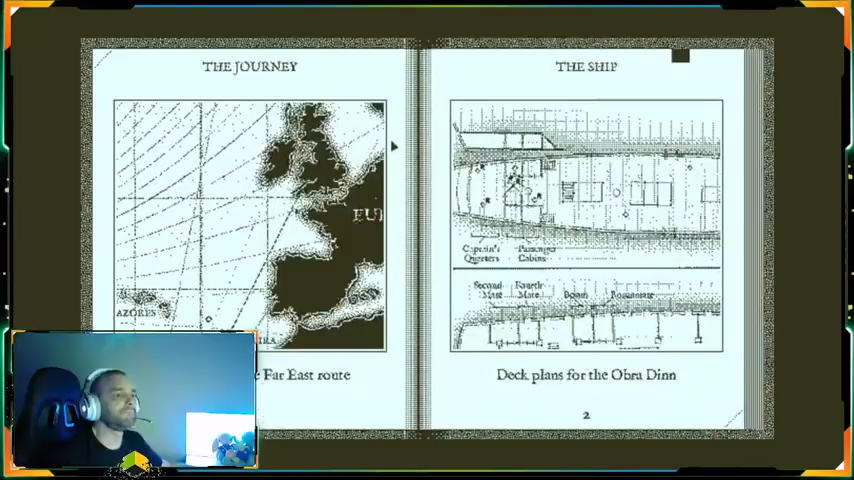 THE JOURNEY
EU
AZORES
Far East route
THE SHIP
Captain's Passenger
Quarters Cabins
Second Fourth
Mate Mate
Deck plans for the Obra Dinn
2